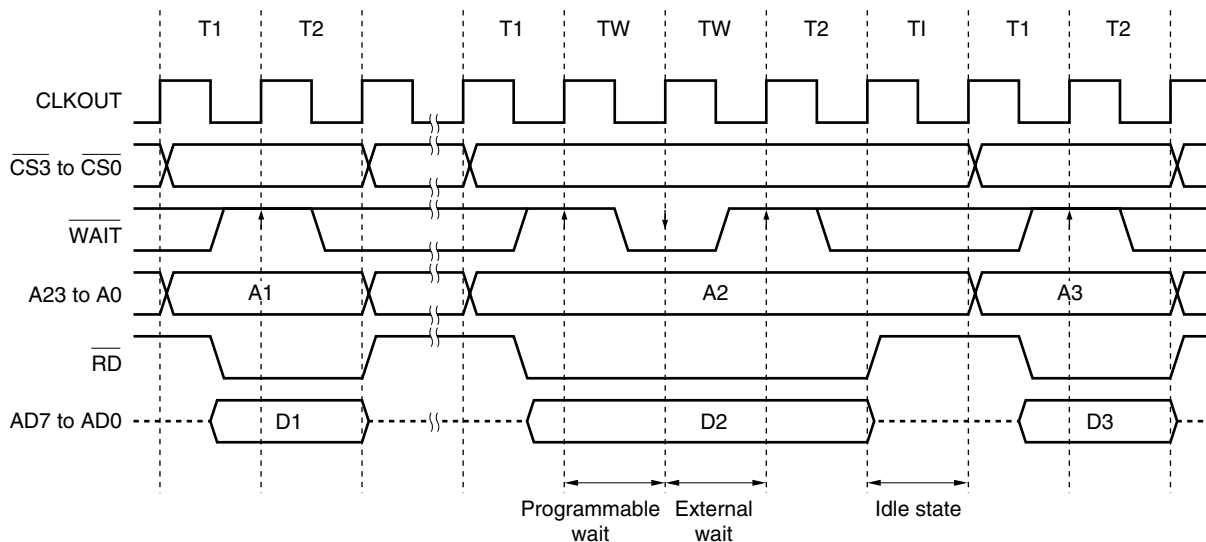 T1 T2 T1 TW TW T2 TI T1 T2
CLKOUT
CS3 to CS0
WAIT
A23 to A0 A1 A2 A3
RD
AD7 to AD0 D1 D2 D3
Programmable wait
External wait
Idle state